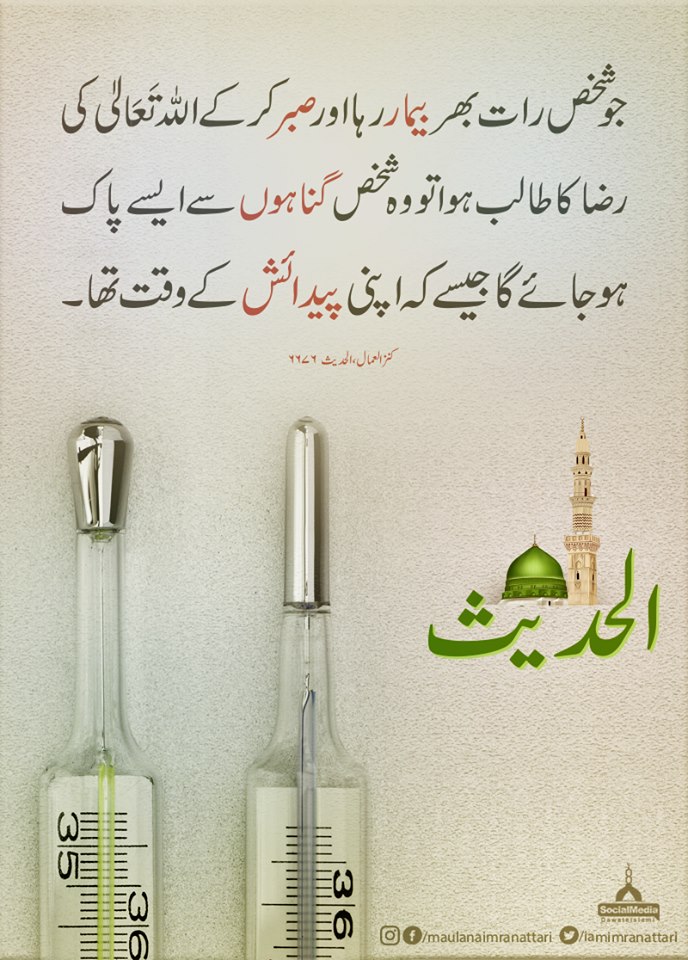 جو شخص رات بھر بیمار رہا اور صبر کر کے اللہ تَعَالٰی کی
رضا کا طالب ہوا تو وہ شخص گناہوں سے ایسے پاک
ہو جائے گا جیسے کہ اپنی پیدائش کے وقت تھا۔
کنز العمال، الحدیث ۶۶۷۶
الحدیث
35
36
36
SocialMedia
Dawateislami
/maulanaimranattari /iamimranattari